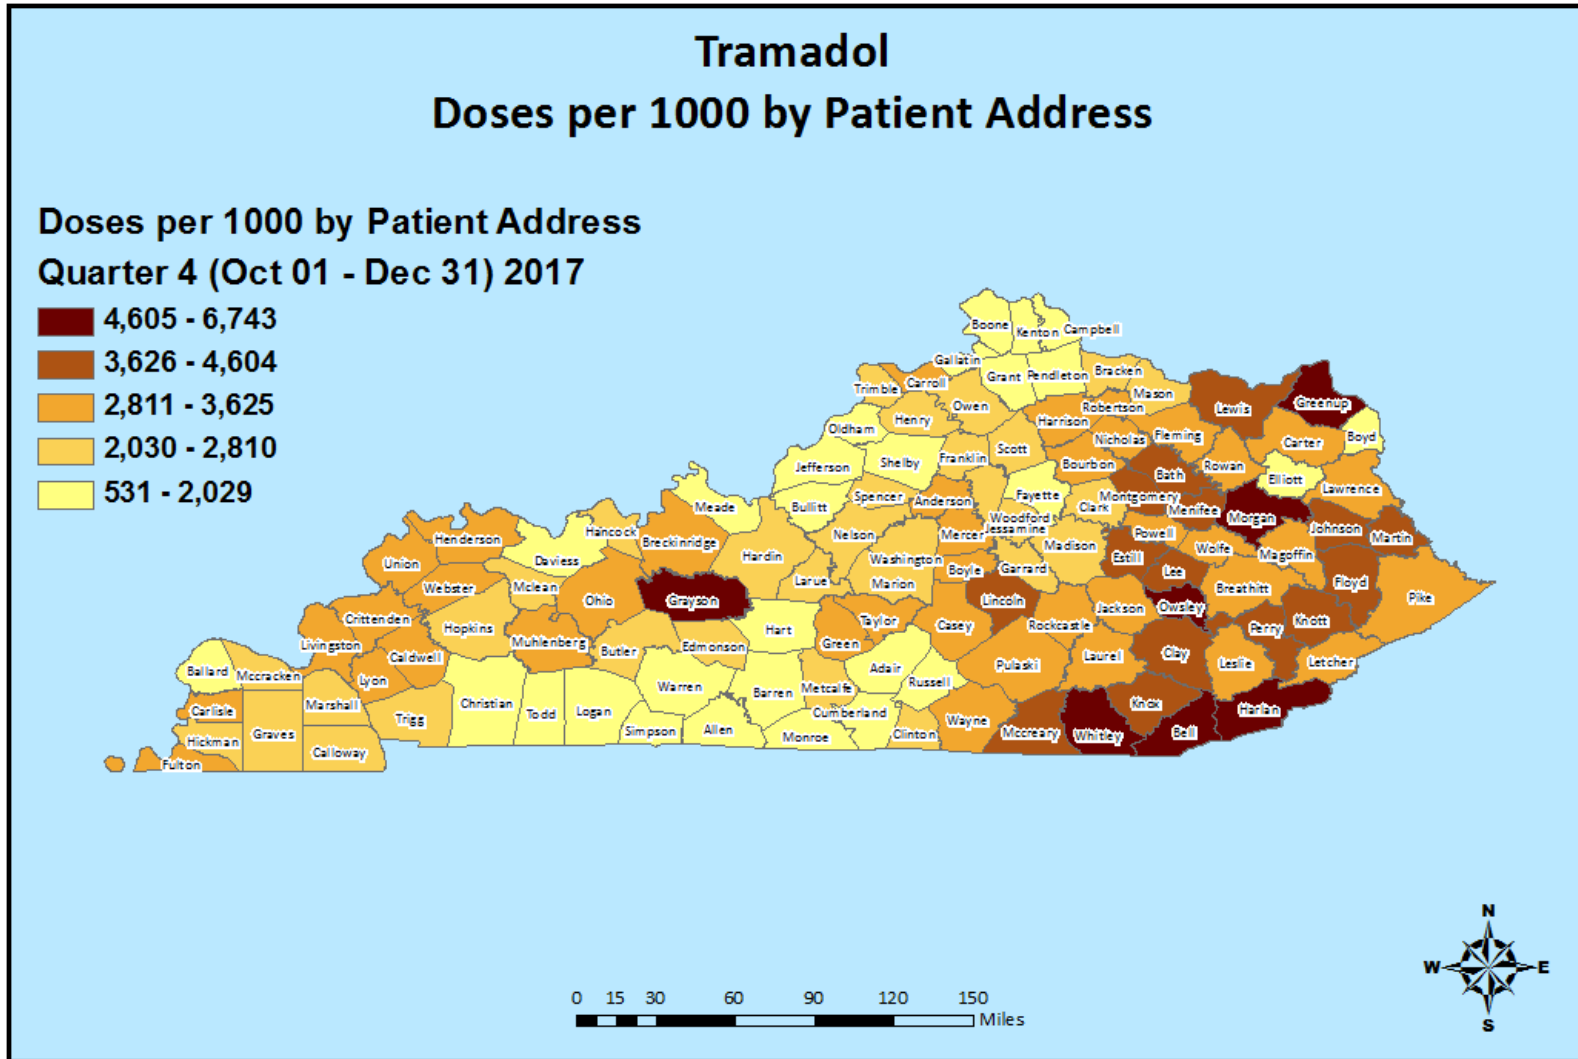 Tramadol
Doses per 1000 by Patient Address
Doses per 1000 by Patient Address
Quarter 4 (Oct 01 - Dec 31) 2017
4,605 - 6,743
3,626 - 4,604
2,811 - 3,625
2,030 - 2,810
531 - 2,029
Boone
Kenton
Campbell
Gallatin
Grant
Pendleton
Bracken
Trimble
Carroll
Owen
Mason
Robertson
Lewis
Greenup
Henry
Harrison
Oldham
Nicholas
Fleming
Carter
Boyd
Jefferson
Shelby
Franklin
Scott
Bourbon
Bath
Rowan
Elliott
Lawrence
Meade
Bullitt
Spencer
Anderson
Woodford
Fayette
Clark
Montgomery
Menifee
Morgan
Johnson
Martin
Hancock
Henderson
Daviess
Breckinridge
Hardin
Nelson
Washington
Mercer
Jessamine
Madison
Powell
Wolfe
Magoffin
Union
Webster
Mclean
Ohio
Grayson
Larue
Marion
Boyle
Garrard
Estill
Lee
Breathitt
Floyd
Pike
Crittenden
Hopkins
Muhlenberg
Butler
Edmonson
Hart
Green
Taylor
Casey
Lincoln
Rockcastle
Jackson
Owsley
Perry
Knott
Livingston
Caldwell
Lyon
Ballard
Mccracken
Carlisle
Marshall
Trigg
Christian
Todd
Logan
Warren
Barren
Metcalfe
Adair
Russell
Pulaski
Laurel
Clay
Leslie
Letcher
Hickman
Graves
Calloway
Fulton
Simpson
Allen
Monroe
Cumberland
Clinton
Wayne
Mccreary
Whitley
Knox
Bell
Harlan
N
W E
S
0 15 30 60 90 120 150
Miles